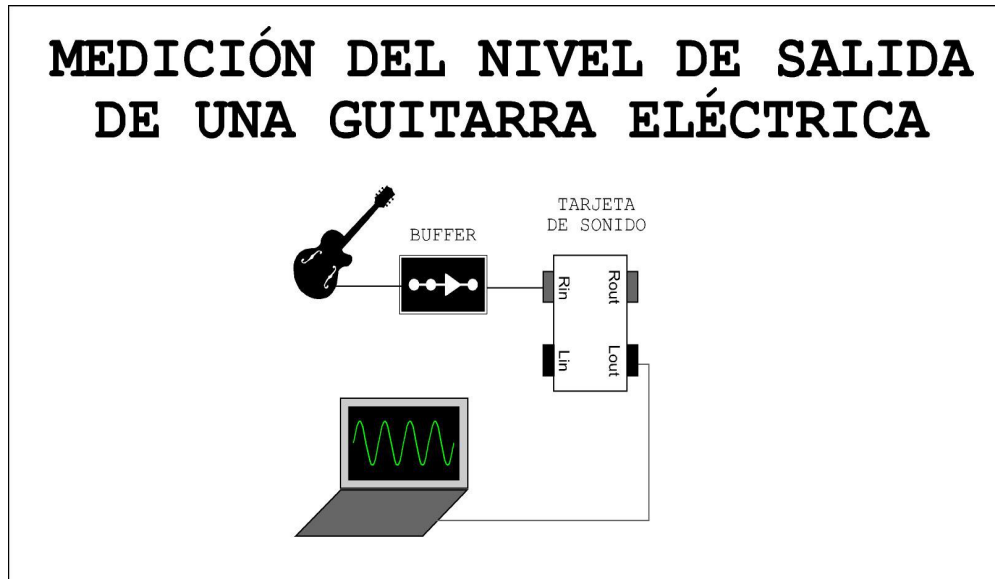 MEDICIÓN DEL NIVEL DE SALIDA
DE UNA GUITARRA ELÉCTRICA
TARJETA
DE SONIDO
BUFFER
Rin
Rout
Lin
Lout